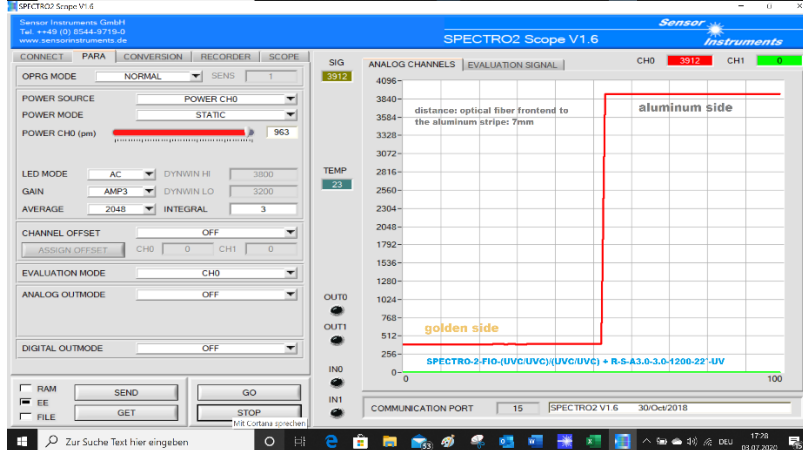 SPECTRO2 Scope V1.6
Sensor Instruments GmbH
Tel. ++49 (0) 8544-9719-0
www.sensorinstruments.de
SPECTRO2 Scope V1.6
Sensor Instruments
CONNECT PARA CONVERSION RECORDER SCOPE
OPRG MODE NORMAL SENS 1
POWER SOURCE POWER CH0
POWER MODE STATIC
POWER CH0 (pm) 963
LED MODE AC DYNWIN HI 3800
GAIN AMP3 DYNWIN LO 3200
AVERAGE 2048 INTEGRAL 3
CHANNEL OFFSET OFF
ASSIGN OFFSET CH0 0 CH1 0
EVALUATION MODE CH0
ANALOG OUTMODE OFF
DIGITAL OUTMODE OFF
RAM
EE
FILE
SEND GO
GET STOP
Mit Cortana sprechen
SIG
3912
TEMP
23
OUT0
OUT1
IN0
IN1
ANALOG CHANNELS EVALUATION SIGNAL CH0 3912 CH1 0
4096
3840
3584
3328
3072
2816
2560
2304
2048
1792
1536
1280
1024
768
512
256
0
distance: optical fiber frontend to
the aluminum stripe: 7mm
aluminum side
golden side
SPECTRO-2-FIO-(UVC/UVC)/(UVC/UVC) + R-S-A3.0-3.0-1200-22°-UV
0 100
COMMUNICATION PORT 15 SPECTRO2 V1.6 30/Oct/2018
Zur Suche Text hier eingeben
53
DEU
17:28
03.07.2020